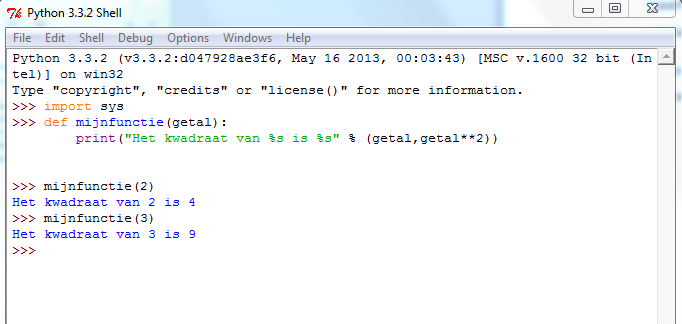 Python 3.3.2 Shell
File Edit Shell Debug Options Windows Help
Python 3.3.2 (v3.3.2:d047928ae3f6, May 16 2013, 00:03:43) [MSC v.1600 32 bit (In
tel)] on win32
Type "copyright", "credits" or "license()" for more information.
>>> import sys
>>> def mijnfunctie(getal):
        print("Het kwadraat van %s is %s" % (getal,getal**2))
>>> mijnfunctie(2)
Het kwadraat van 2 is 4
>>> mijnfunctie(3)
Het kwadraat van 3 is 9
>>>